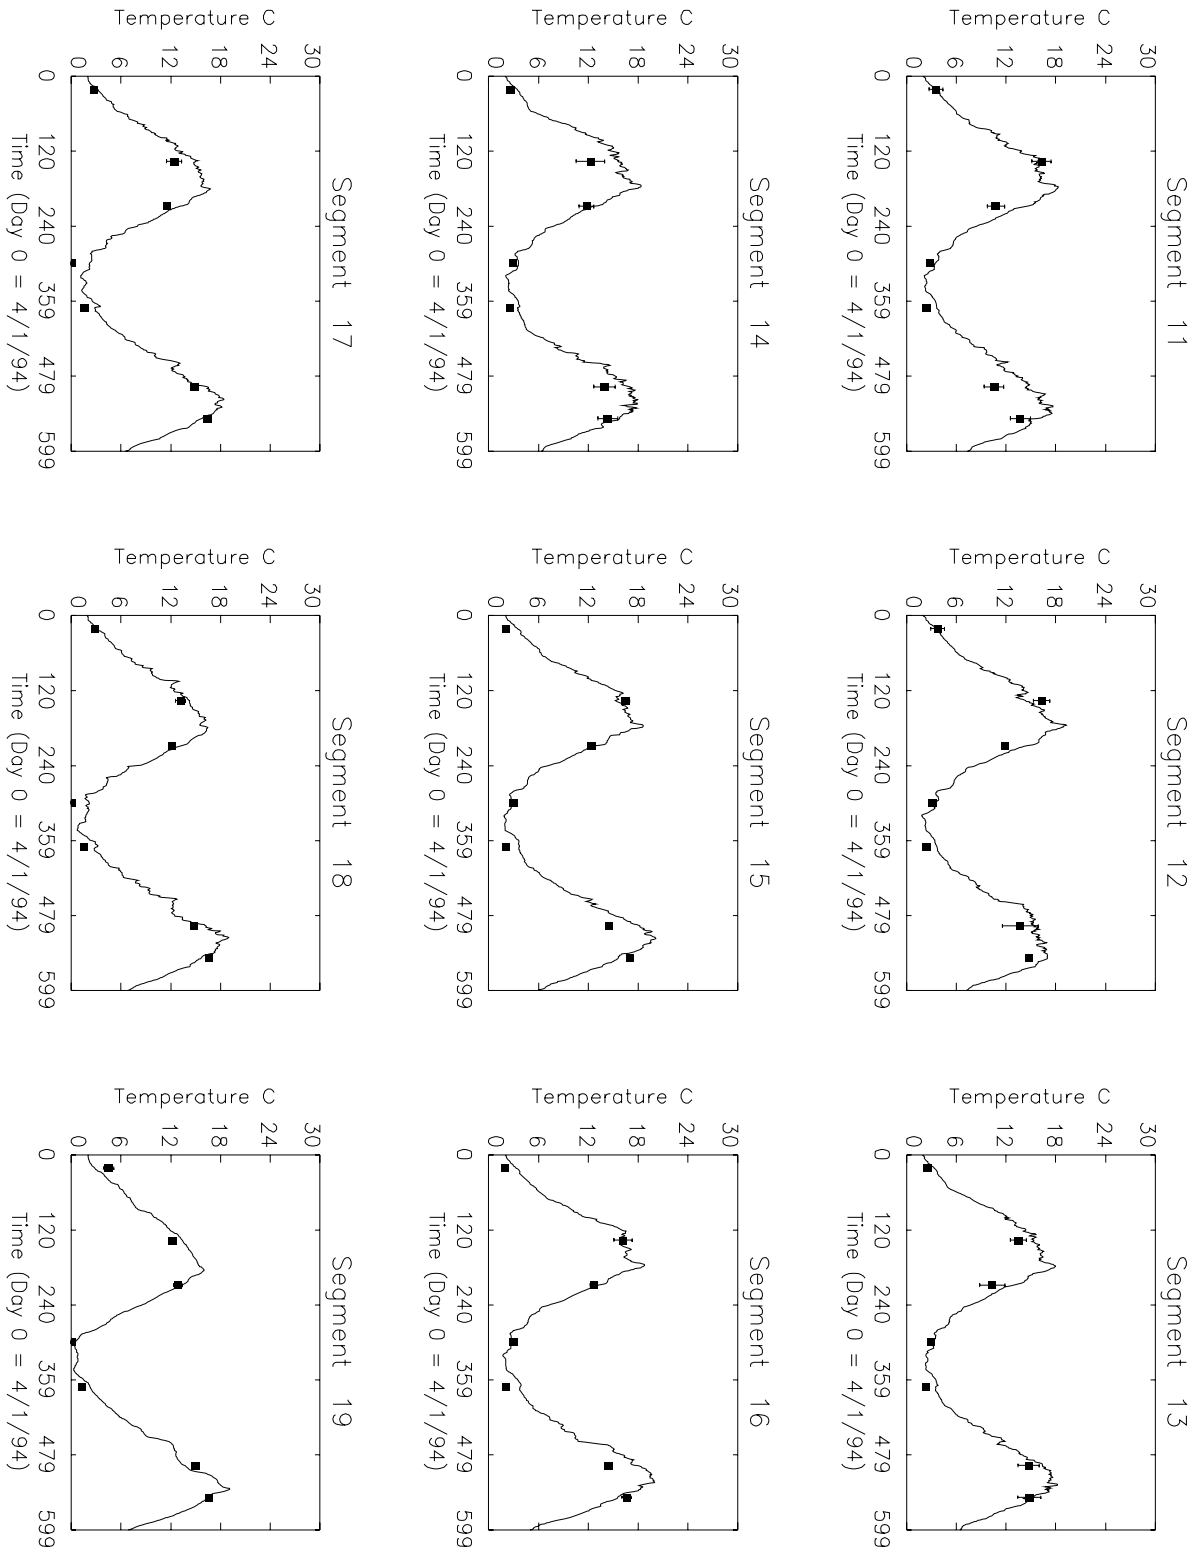 Segment 11
Temperature C
30
24
18
12
6
0
0 120 240 359 479 599
Time (Day 0 = 4/1/94)
Segment 12
Temperature C
30
24
18
12
6
0
0 120 240 359 479 599
Time (Day 0 = 4/1/94)
Segment 13
Temperature C
30
24
18
12
6
0
0 120 240 359 479 599
Time (Day 0 = 4/1/94)
Segment 14
Temperature C
30
24
18
12
6
0
0 120 240 359 479 599
Time (Day 0 = 4/1/94)
Segment 15
Temperature C
30
24
18
12
6
0
0 120 240 359 479 599
Time (Day 0 = 4/1/94)
Segment 16
Temperature C
30
24
18
12
6
0
0 120 240 359 479 599
Time (Day 0 = 4/1/94)
Segment 17
Temperature C
30
24
18
12
6
0
0 120 240 359 479 599
Time (Day 0 = 4/1/94)
Segment 18
Temperature C
30
24
18
12
6
0
0 120 240 359 479 599
Time (Day 0 = 4/1/94)
Segment 19
Temperature C
30
24
18
12
6
0
0 120 240 359 479 599
Time (Day 0 = 4/1/94)